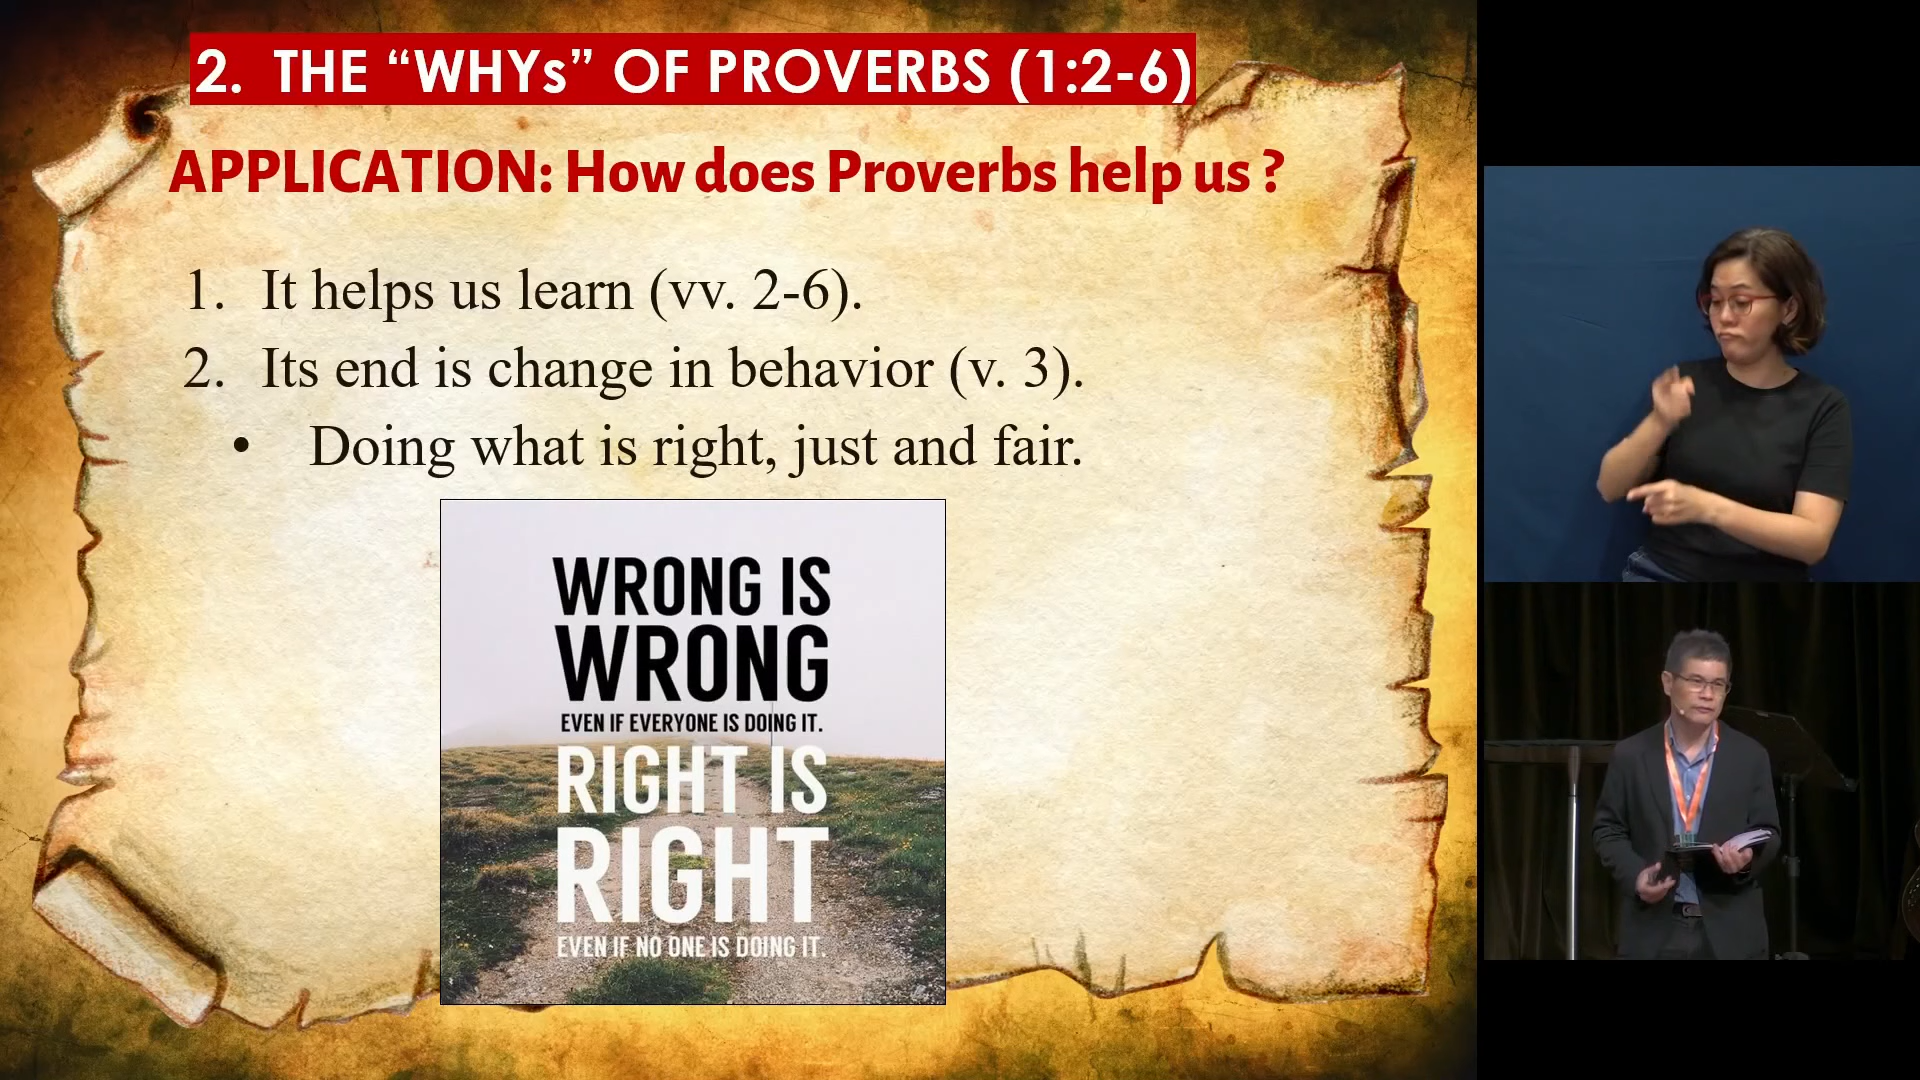 2. THE “WHYs” OF PROVERBS (1:2-6)
APPLICATION: How does Proverbs help us ?
1. It helps us learn (vv. 2-6).
2. Its end is change in behavior (v. 3).
• Doing what is right, just and fair.
WRONG IS
WRONG
EVEN IF EVERYONE IS DOING IT.
RIGHT IS
RIGHT
EVEN IF NO ONE IS DOING IT.